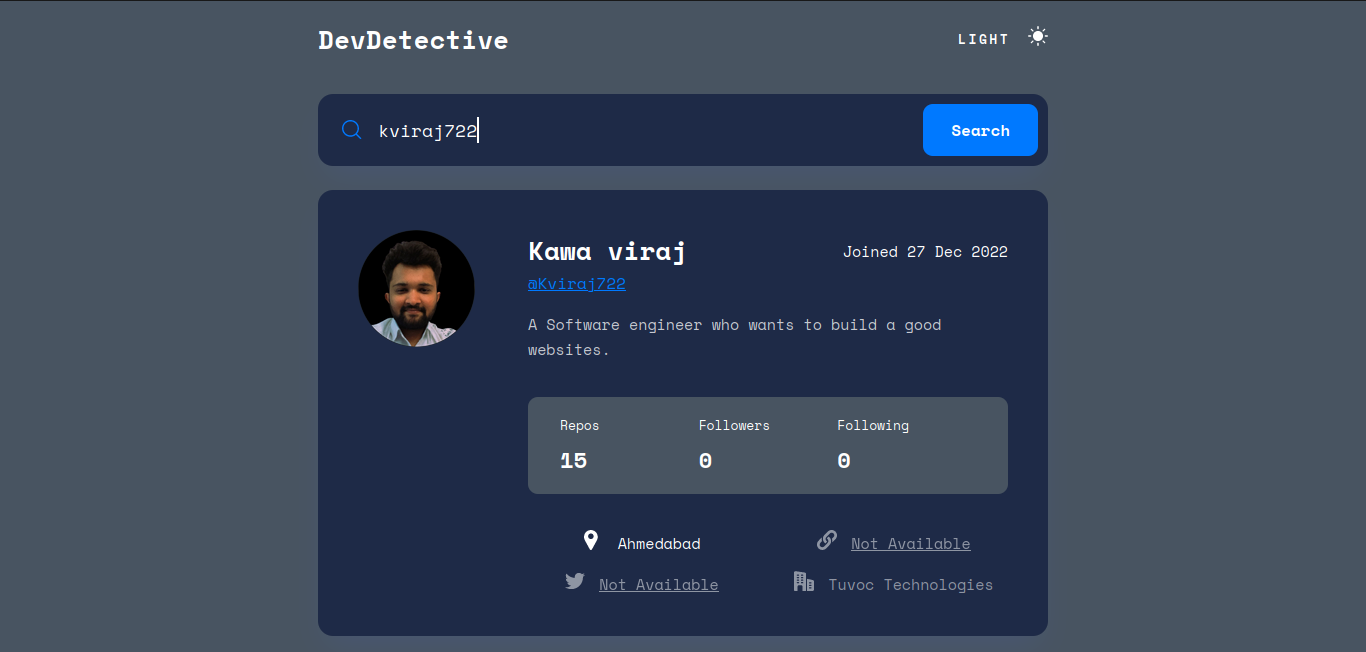 DevDetective
LIGHT
kviraj722
Search
Kawa viraj
Joined 27 Dec 2022
@Kviraj722
A Software engineer who wants to build a good
websites.
Repos
Followers
Following
15
0
0
Ahmedabad
Not Available
Not Available
Tuvoc Technologies